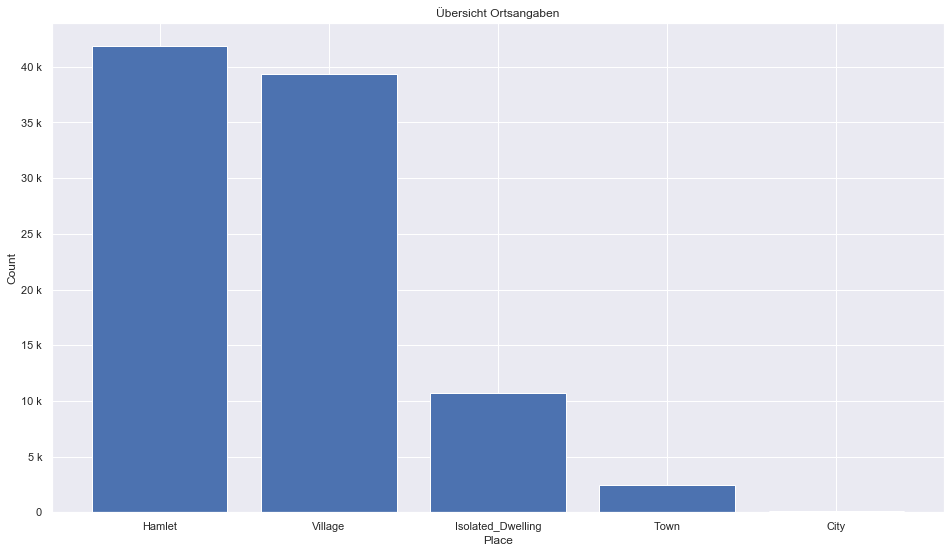 Übersicht Ortsangaben
40 k
35 k
30 k
25 k
20 k
15 k
10 k
5 k
0
Count
Hamlet Village Isolated_Dwelling Town City
Place